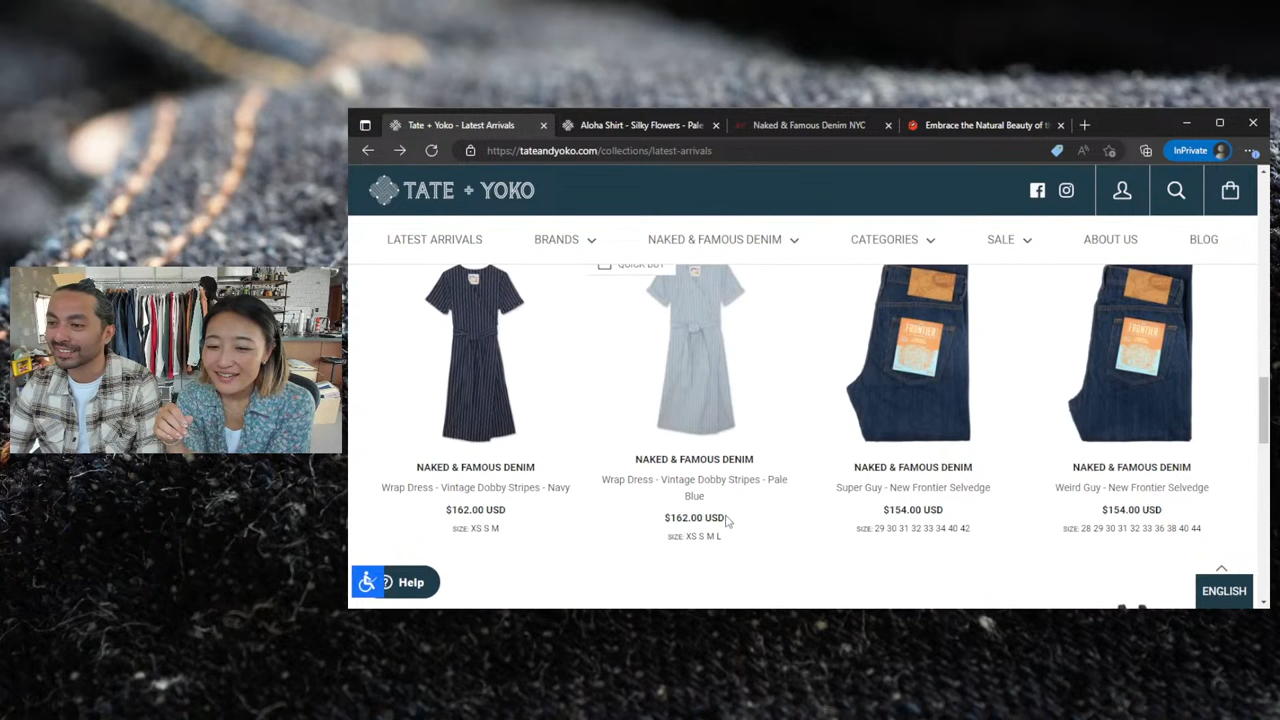 Tate + Yoko - Latest Arrivals
Aloha Shirt - Silky Flowers - Pale
Naked & Famous Denim NYC
Embrace the Natural Beauty of t
https://tateandyoko.com/collections/latest-arrivals
InPrivate
TATE + YOKO
LATEST ARRIVALS
BRANDS
NAKED & FAMOUS DENIM
CATEGORIES
SALE
ABOUT US
BLOG
QUICK BUY
FRONTIER
FRONTIER
NAKED & FAMOUS DENIM
Wrap Dress - Vintage Dobby Stripes - Navy
$162.00 USD
SIZE: XS S M
NAKED & FAMOUS DENIM
Wrap Dress - Vintage Dobby Stripes - Pale
Blue
$162.00 USD
SIZE: XS S M L
NAKED & FAMOUS DENIM
Super Guy - New Frontier Selvedge
$154.00 USD
SIZE: 29 30 31 32 33 34 40 42
NAKED & FAMOUS DENIM
Weird Guy - New Frontier Selvedge
$154.00 USD
SIZE: 28 29 30 31 32 33 36 38 40 44
Help
ENGLISH